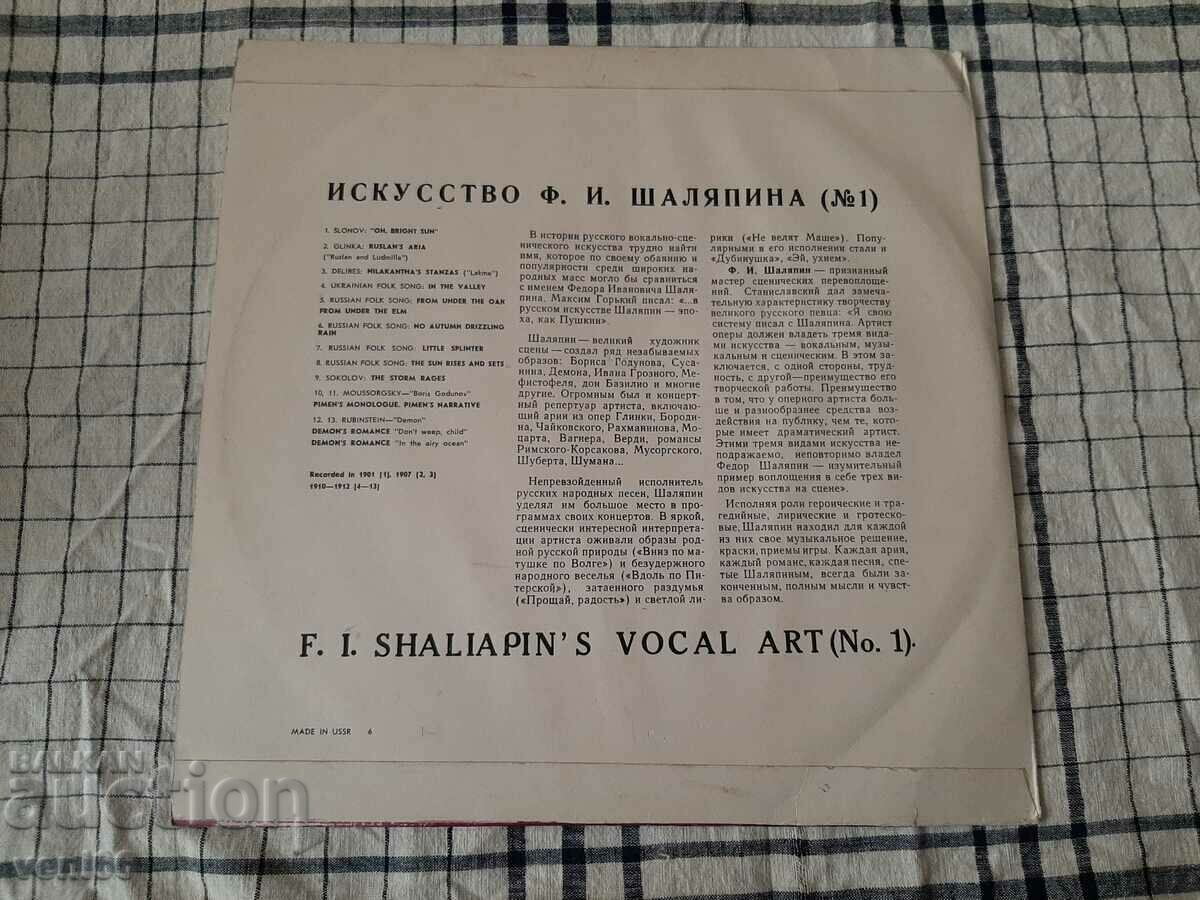 ИСКУССТВО Ф. И. ШАЛЯПИНА (№1)
1. SLONOV: "OH, BRIGHT SUN"
2. GLINKA: RUSLAN'S ARIA
("Ruslan and Ludmilla")
3. DELIBES: NILAKANTHA'S STANZAS ("Lakme")
4. UKRAINIAN FOLK SONG: IN THE VALLEY
5. RUSSIAN FOLK SONG: FROM UNDER THE OAK
FROM UNDER THE ELM
6. RUSSIAN FOLK SONG: NO AUTUMN DRIZZLING
RAIN
7. RUSSIAN FOLK SONG: LITTLE SPLINTER
8. RUSSIAN FOLK SONG: THE SUN RISES AND SETS
9. SOKOLOV: THE STORM RAGES
10, 11. MOUSSORGSKY—"Boris Godunov"
PIMEN'S MONOLOGUE, PIMEN'S NARRATIVE
12. 13. RUBINSTEIN—"Demon"
DEMON'S ROMANCE "Don't weep, child"
DEMON'S ROMANCE "In the airy ocean"
Recorded in 1901 (1), 1907 (2, 3)
1910—1912 (4—13)
В истории русского вокально-сце-
нического искусства трудно найти
имя, которое по своему обаянию и
популярности среди широких на-
родных масс могло бы сравниться
с именем Федора Ивановича Шаля-
пина. Максим Горький писал: «...в
русском искусстве Шаляпин — эпо-
ха, как Пушкин».
Шаляпин—великий художник
сцены—создал ряд незабываемых
образов: Бориса Годунова, Суса-
нина, Демона, Ивана Грозного, Ме-
фистофеля, дон Базилио и многие
другие. Огромным был и концерт-
ный репертуар артиста, включаю-
щий арии из опер Глинки, Бороди-
на, Чайковского, Рахманинова, Мо-
царта, Вагнера, Верди, романсы
Римского-Корсакова, Мусоргского,
Шуберта, Шумана...
Непревзойденный исполнитель
русских народных песен, Шаляпин
уделял им большое место в про-
граммах своих концертов. В яркой,
сценически интересной интерпрета-
ции артиста оживали образы род-
ной русской природы («Вниз по ма-
тушке по Волге») и безудержного
народного веселья («Вдоль по Пи-
терской»), затаенного раздумья
(«Прощай, радость») и светлой ли-
рики («Не велят Маше»). Попу-
лярными в его исполнении стали и
«Дубинушка», «Эй, ухнем».
Ф. И. Шаляпин — признанный
мастер сценических перевоплоще-
ний. Станиславский дал замеча-
тельную характеристику творчеству
великого русского певца: «Я свою
систему писал с Шаляпина. Артист
оперы должен владеть тремя вида-
ми искусства — вокальным, музы-
кальным и сценическим. В этом за-
ключается, с одной стороны, труд-
ность, с другой—преимущество его
творческой работы. Преимущество
в том, что у оперного артиста боль-
ше и разнообразнее средства воз-
действия на публику, чем те, кото-
рые имеет драматический артист.
Этими тремя видами искусства не-
подражаемо, неповторимо владел
Федор Шаляпин — изумительный
пример воплощения в себе трех ви-
дов искусства на сцене».
Исполняя роли героические и тра-
гедийные, лирические и гротеско-
вые, Шаляпин находил для каждой
из них свое музыкальное решение,
краски, приемы игры. Каждая ария,
каждый романс, каждая песня, спе-
тые Шаляпиным, всегда были за-
конченным, полным мысли и чувст-
ва образом.
F. I. SHALIAPIN'S VOCAL ART (No. 1).
MADE IN USSR 6
BALKAN
auction